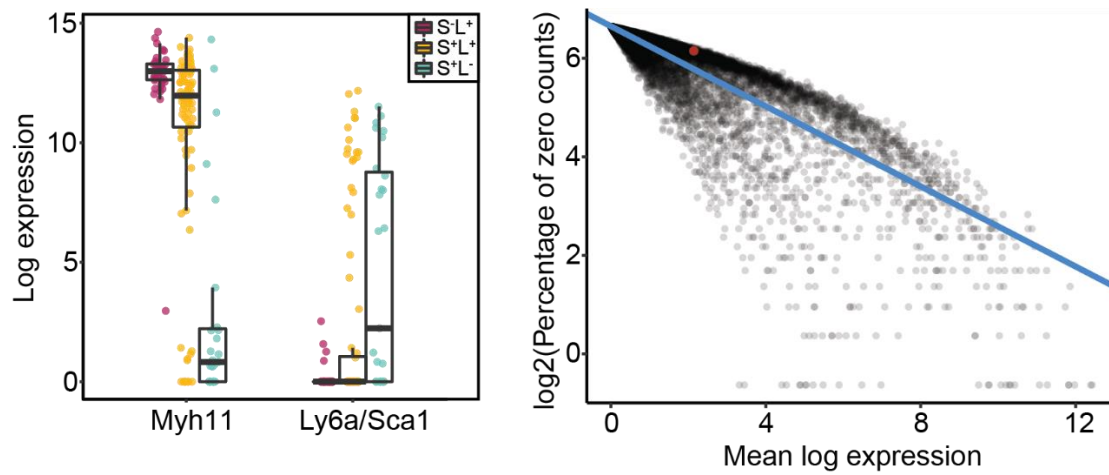 Log expression
15
10
5
0
S⁻L⁺
S⁺L⁺
S⁺L⁻
Myh11
Ly6a/Sca1
log2(Percentage of zero counts)
6
4
2
0
0
4
8
12
Mean log expression